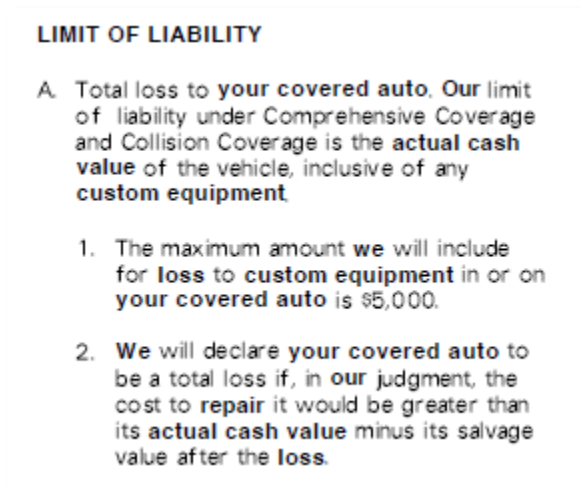 LIMIT OF LIABILITY
A. Total loss to your covered auto. Our limit
of liability under Comprehensive Coverage
and Collision Coverage is the actual cash
value of the vehicle, inclusive of any
custom equipment.
1. The maximum amount we will include
for loss to custom equipment in or on
your covered auto is $5,000.
2. We will declare your covered auto to
be a total loss if, in our judgment, the
cost to repair it would be greater than
its actual cash value minus its salvage
value after the loss.